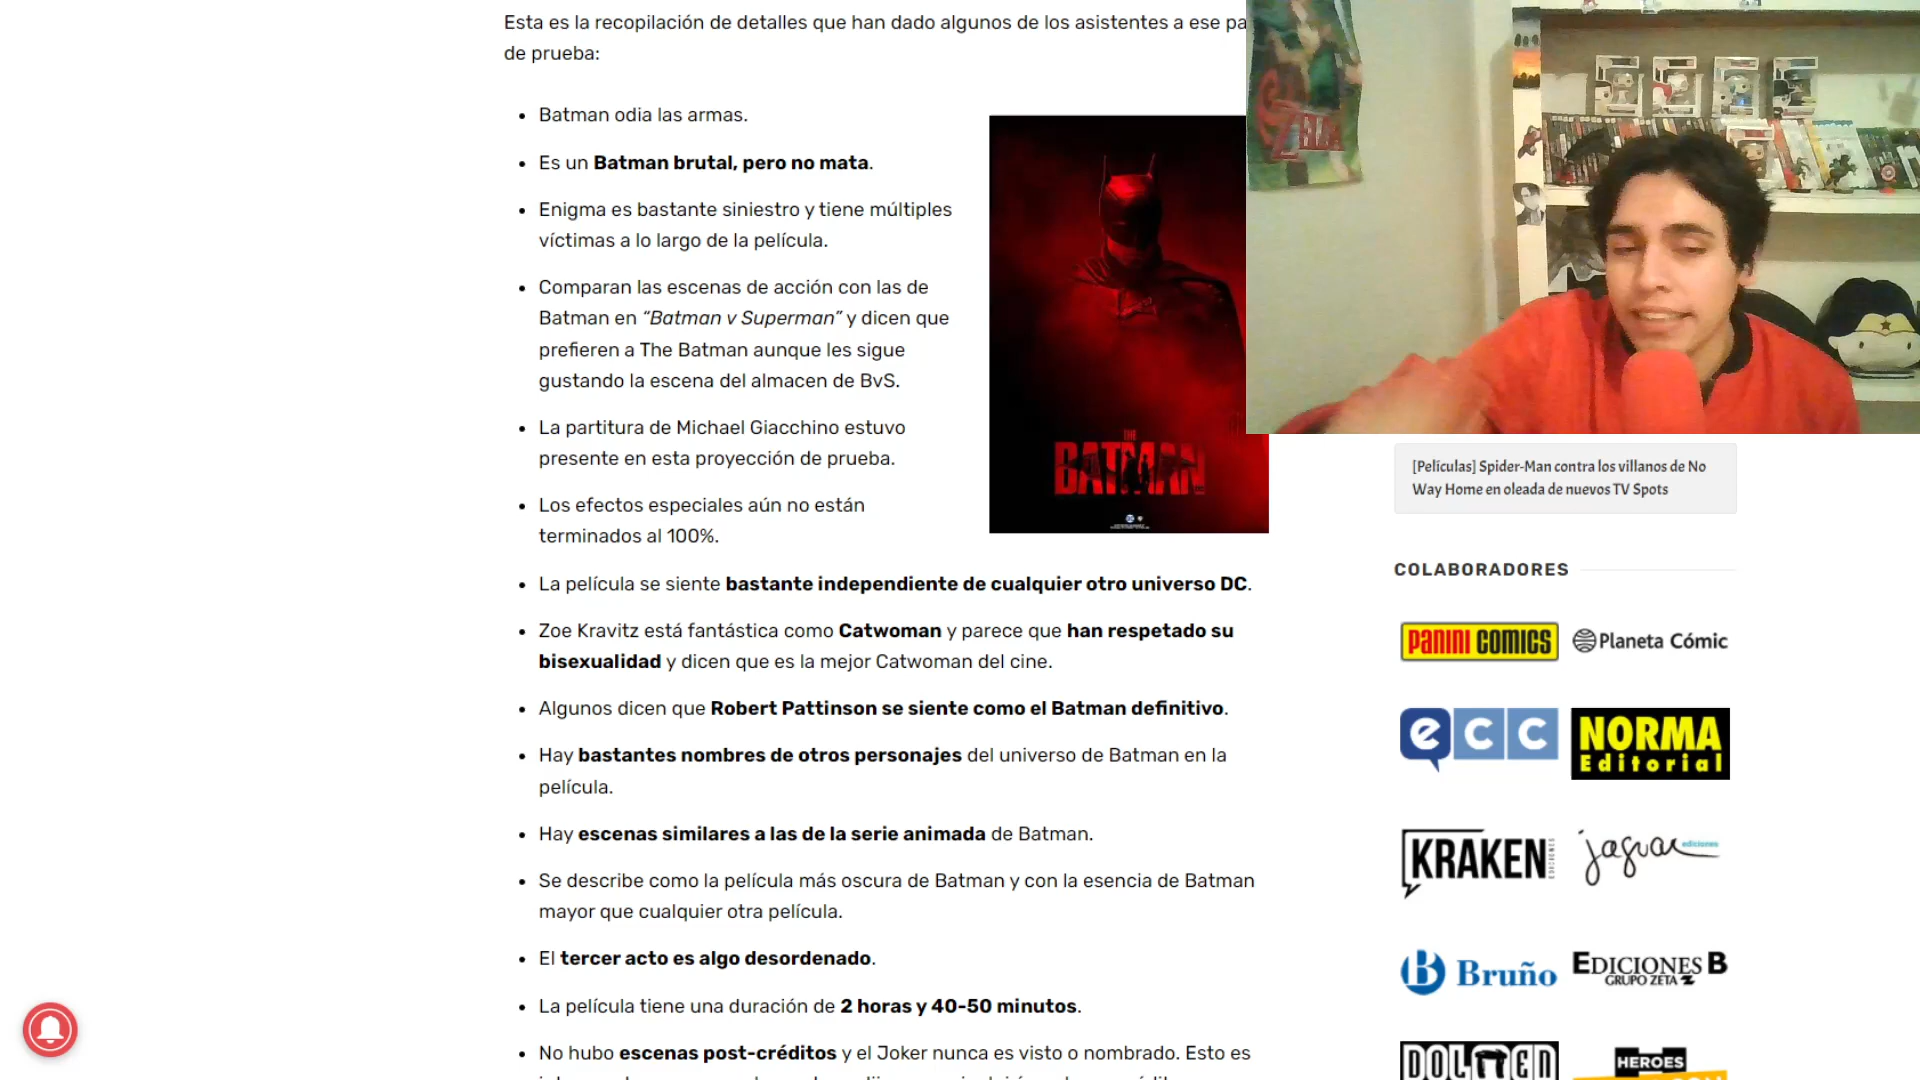 Esta es la recopilación de detalles que han dado algunos de los asistentes a ese pa
de prueba:
Batman odia las armas.
Es un Batman brutal, pero no mata.
Enigma es bastante siniestro y tiene múltiples
víctimas a lo largo de la película.
Comparan las escenas de acción con las de
Batman en “Batman v Superman” y dicen que
prefieren a The Batman aunque les sigue
gustando la escena del almacen de BvS.
La partitura de Michael Giacchino estuvo
presente en esta proyección de prueba.
Los efectos especiales aún no están
terminados al 100%.
La película se siente bastante independiente de cualquier otro universo DC.
Zoe Kravitz está fantástica como Catwoman y parece que han respetado su
bisexualidad y dicen que es la mejor Catwoman del cine.
Algunos dicen que Robert Pattinson se siente como el Batman definitivo.
Hay bastantes nombres de otros personajes del universo de Batman en la
película.
Hay escenas similares a las de la serie animada de Batman.
Se describe como la película más oscura de Batman y con la esencia de Batman
mayor que cualquier otra película.
El tercer acto es algo desordenado.
La película tiene una duración de 2 horas y 40-50 minutos.
No hubo escenas post-créditos y el Joker nunca es visto o nombrado. Esto es
THE
BATMAN
ZELDA
[Películas] Spider-Man contra los villanos de No
Way Home en oleada de nuevos TV Spots
COLABORADORES
PANINI COMICS
Planeta Cómic
ecc
NORMA
Editorial
KRAKEN
EDICIONES
jaguar ediciones
Bruño
EDICIONES B
GRUPO ZETA
DOLMEN
HEROES